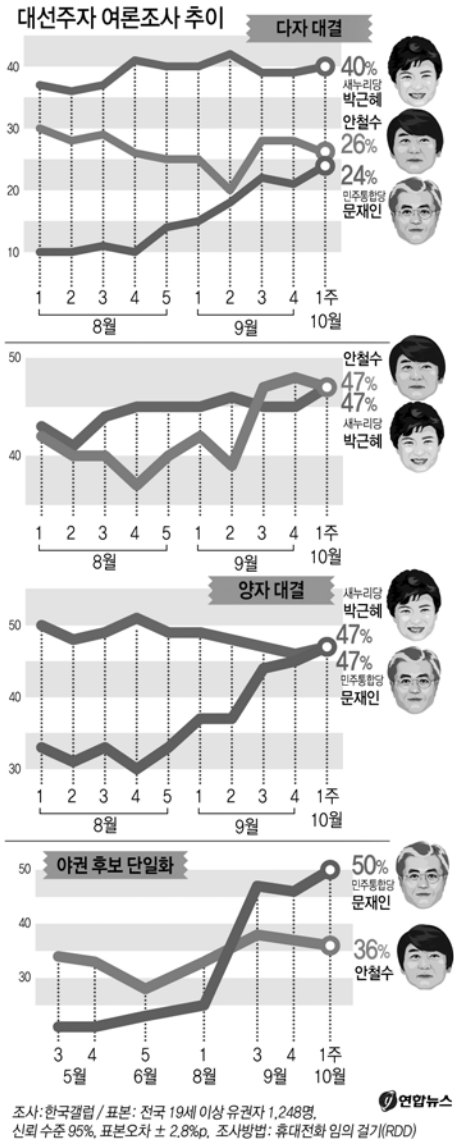 대선주자 여론조사 추이
다자 대결
40
30
20
10
40%
새누리당
박근혜
안철수
26%
24%
민주통합당
문재인
1 2 3 4 5 1 2 3 4 1주
8월 9월 10월
50
40
안철수
47%
47%
새누리당
박근혜
1 2 3 4 5 1 2 3 4 1주
8월 9월 10월
양자 대결
50
40
30
새누리당
박근혜
47%
47%
민주통합당
문재인
1 2 3 4 5 1 2 3 4 1주
8월 9월 10월
야권 후보 단일화
50
40
30
50%
민주통합당
문재인
36%
안철수
3 4 5 1 3 4 1주
5월 6월 8월 9월 10월
조사:한국갤럽 / 표본: 전국 19세 이상 유권자 1,248명,
신뢰 수준 95%, 표본오차 ± 2.8%p, 조사방법: 휴대전화 임의 걸기(RDD)
연합뉴스